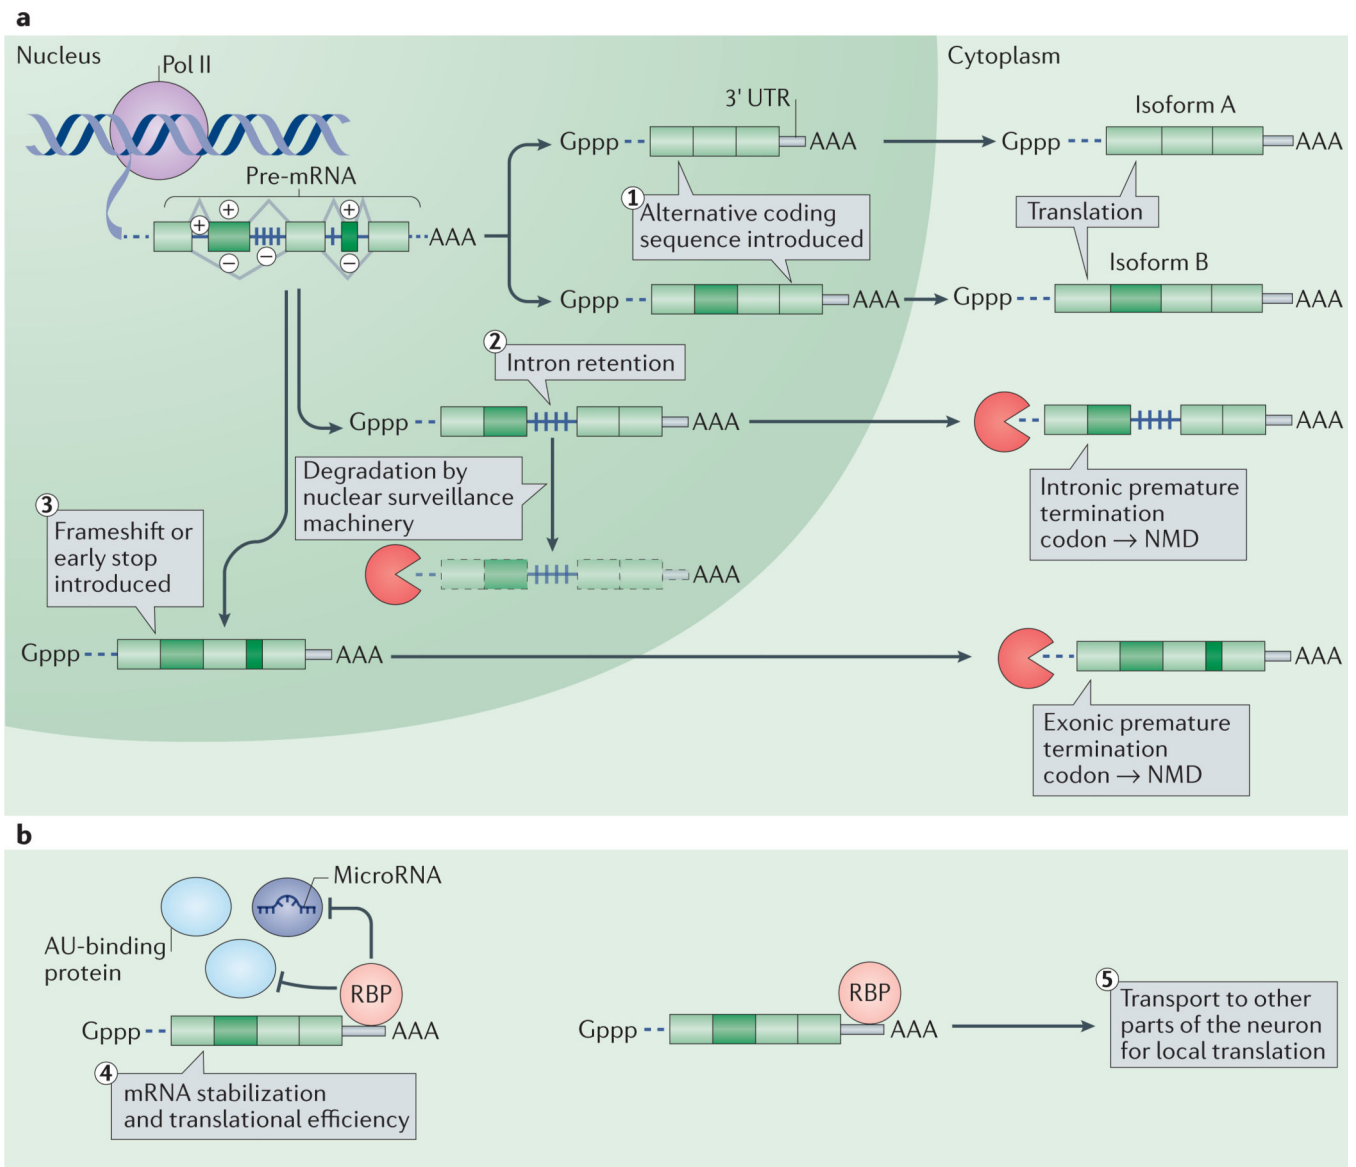 a
Nucleus
Pol II
Cytoplasm
Pre-mRNA
+
+
+
−
−
−
AAA
3' UTR
Gppp
AAA
1
Alternative coding
sequence introduced
Gppp
AAA
Isoform A
Gppp
AAA
Translation
Isoform B
Gppp
AAA
2
Intron retention
Gppp
AAA
Degradation by
nuclear surveillance
machinery
AAA
AAA
Intronic premature
termination
codon → NMD
3
Frameshift or
early stop
introduced
Gppp
AAA
AAA
Exonic premature
termination
codon → NMD
b
MicroRNA
AU-binding
protein
RBP
Gppp
AAA
4
mRNA stabilization
and translational efficiency
RBP
Gppp
AAA
5
Transport to other
parts of the neuron
for local translation